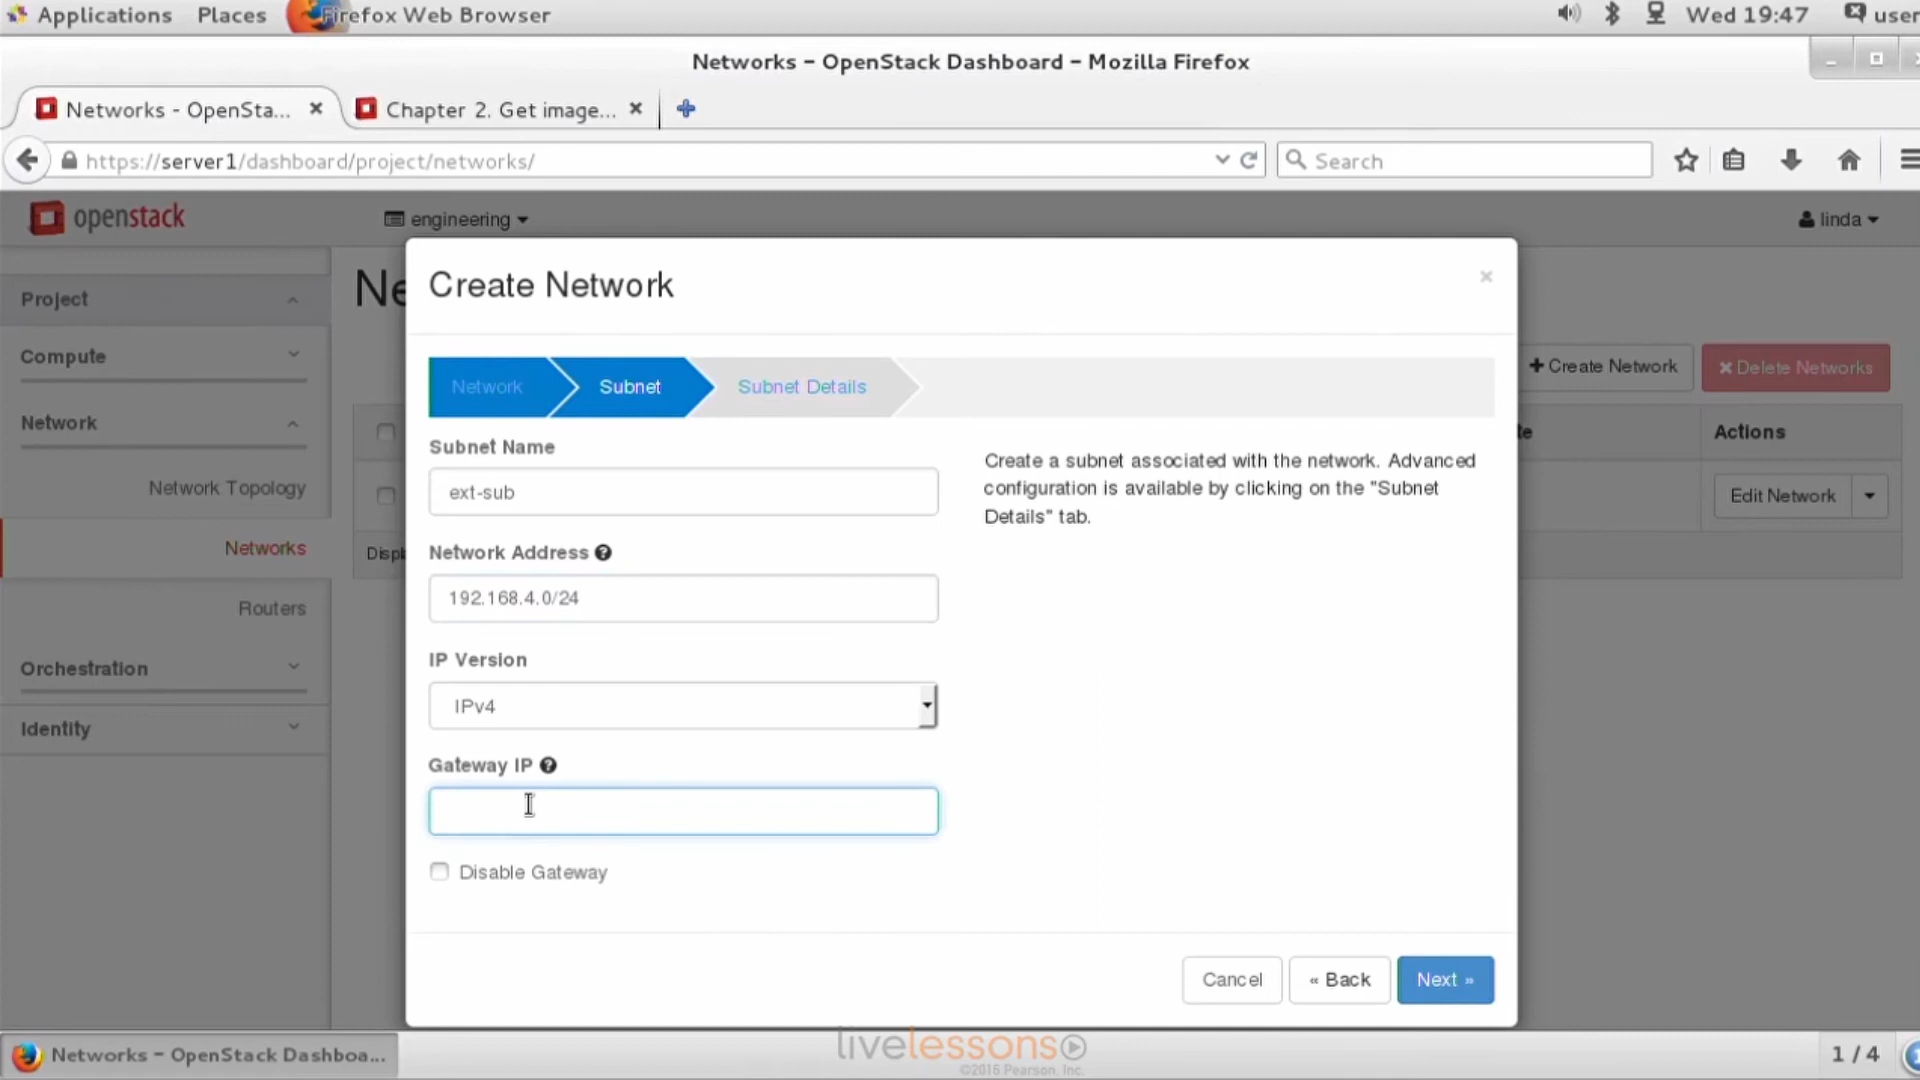 Applications Places Firefox Web Browser Wed 19:47 user
Networks - OpenStack Dashboard - Mozilla Firefox
Networks - OpenSta... Chapter 2. Get image...
https://server1/dashboard/project/networks/ Search
openstack engineering linda
Project
Compute
Network
Network Topology
Networks
Routers
Orchestration
Identity
Ne
Create Network
Delete Networks
te Actions
Edit Network
Disp
Create Network
Network Subnet Subnet Details
Subnet Name
ext-sub
Network Address
192.168.4.0/24
IP Version
IPv4
Gateway IP
Disable Gateway
Create a subnet associated with the network. Advanced
configuration is available by clicking on the "Subnet
Details" tab.
Cancel « Back Next »
Networks - OpenStack Dashboa... 1 / 4
livelessons
©2016 Pearson, Inc.